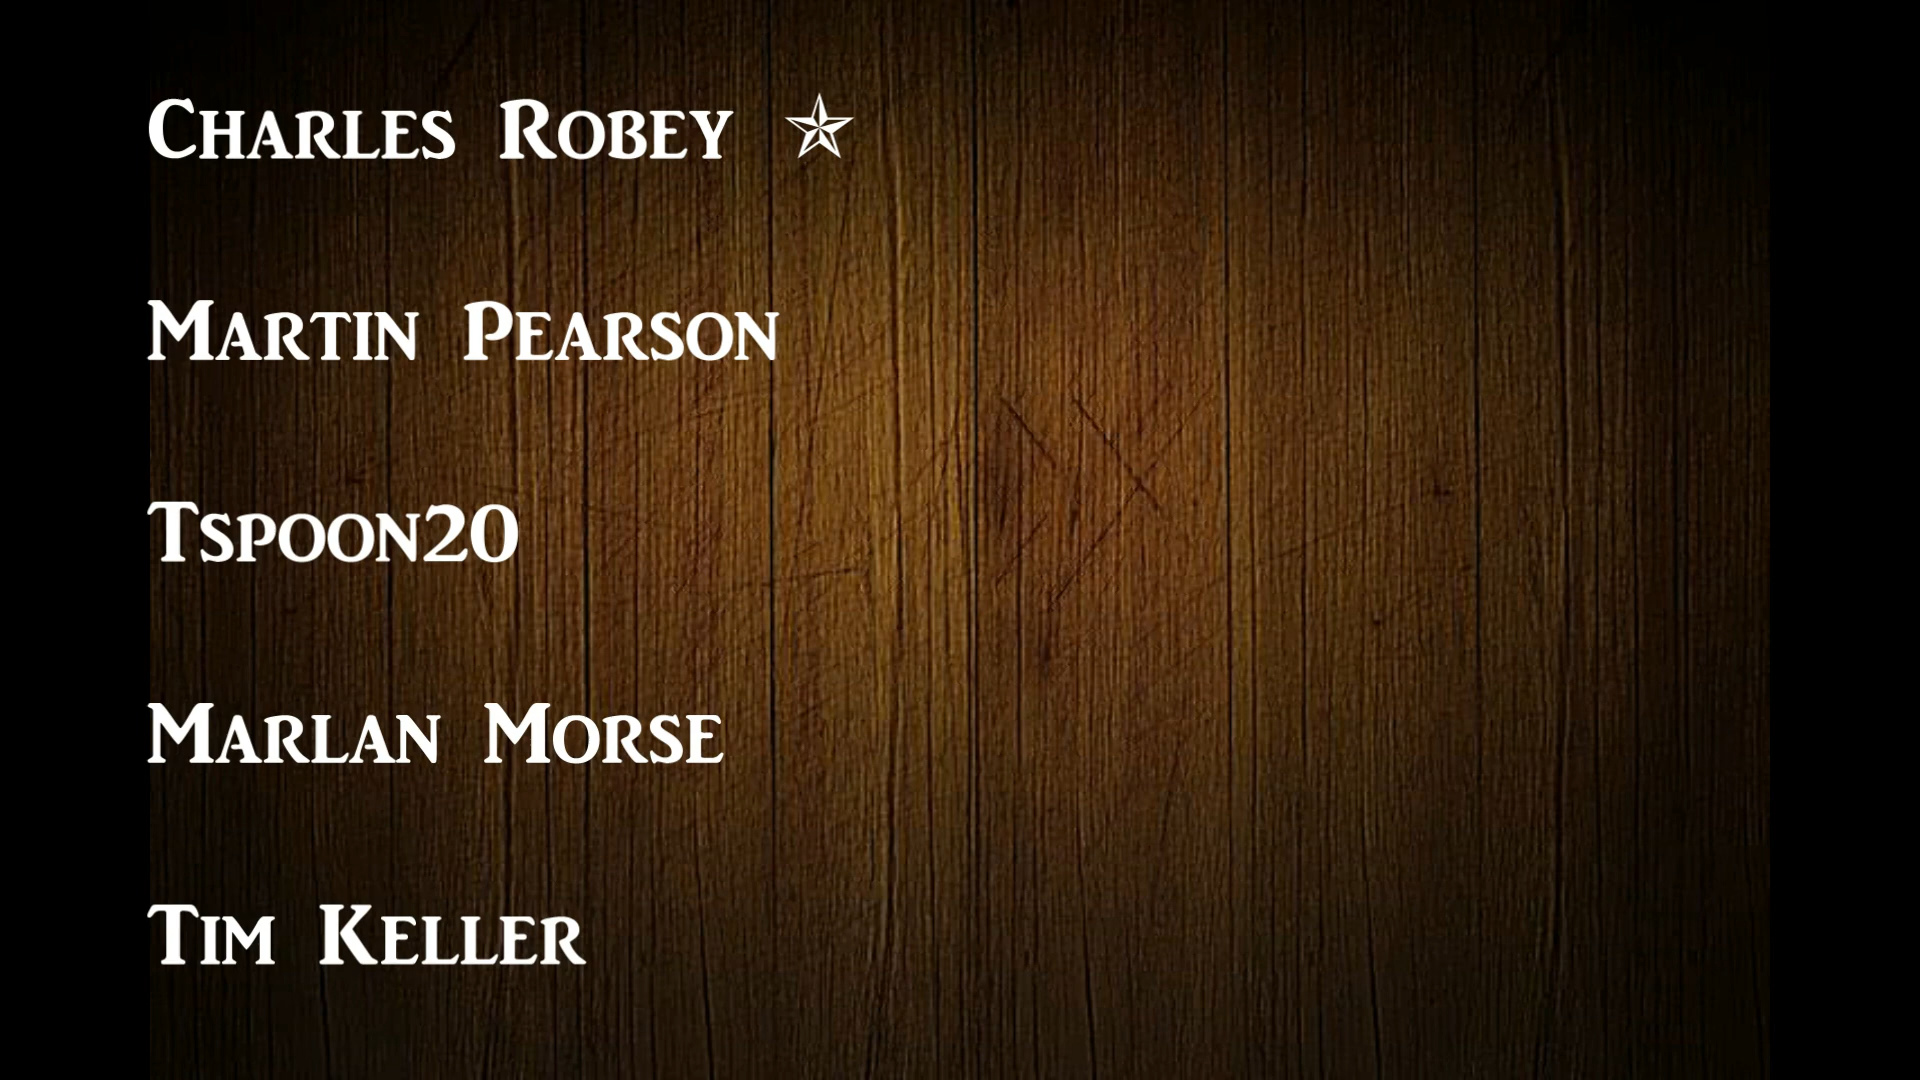 Charles Robey
Martin Pearson
Tspoon20
Marlan Morse
Tim Keller